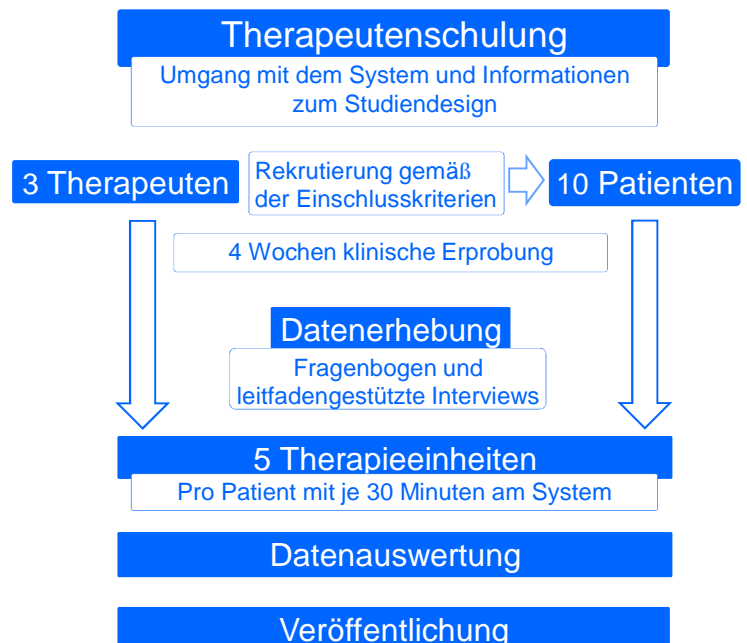 Therapeutenschulung
Umgang mit dem System und Informationen
zum Studiendesign
3 Therapeuten
Rekrutierung gemäß
der Einschlusskriterien
10 Patienten
4 Wochen klinische Erprobung
Datenerhebung
Fragenbogen und
leitfadengestützte Interviews
5 Therapieeinheiten
Pro Patient mit je 30 Minuten am System
Datenauswertung
Veröffentlichung